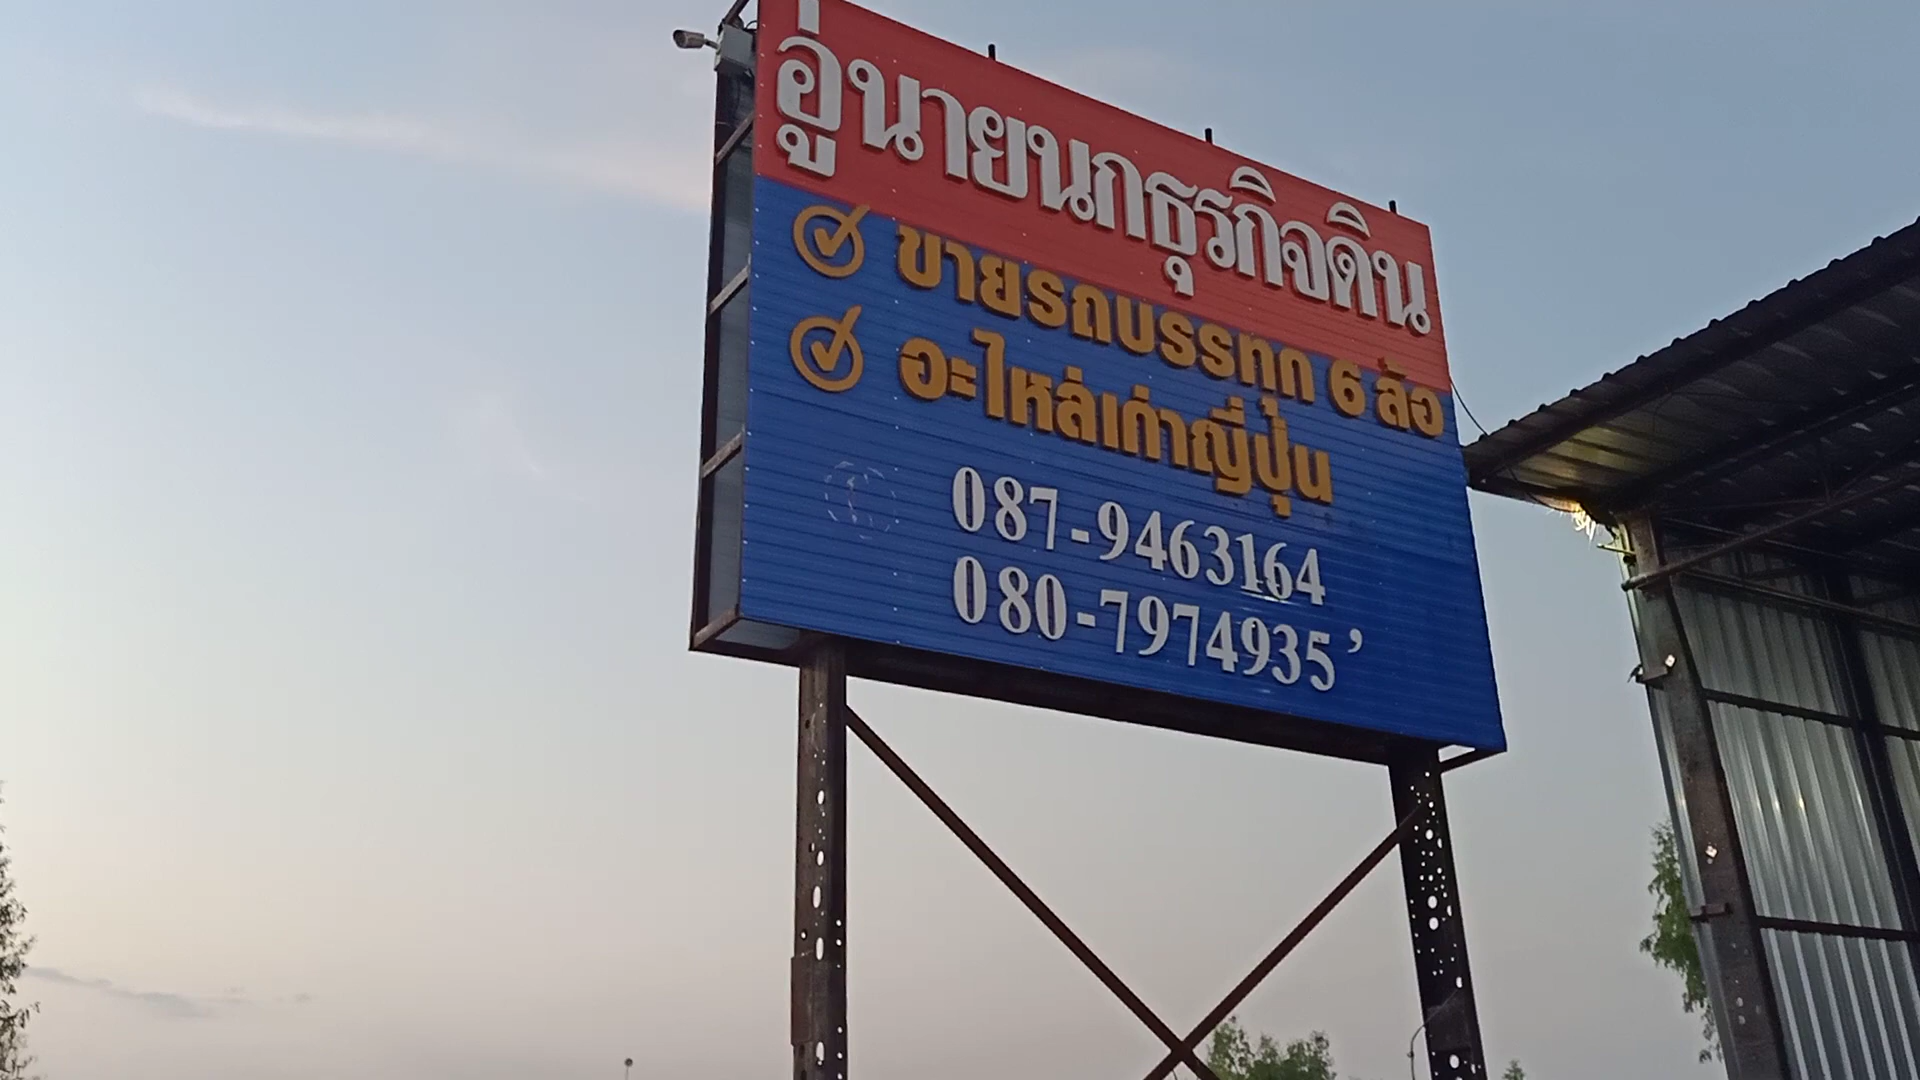 อู่นายนกธุรกิจดิน
ขายรถบรรทุก 6 ล้อ
อะไหล่เก่าญี่ปุ่น
087-9463164
080-7974935’